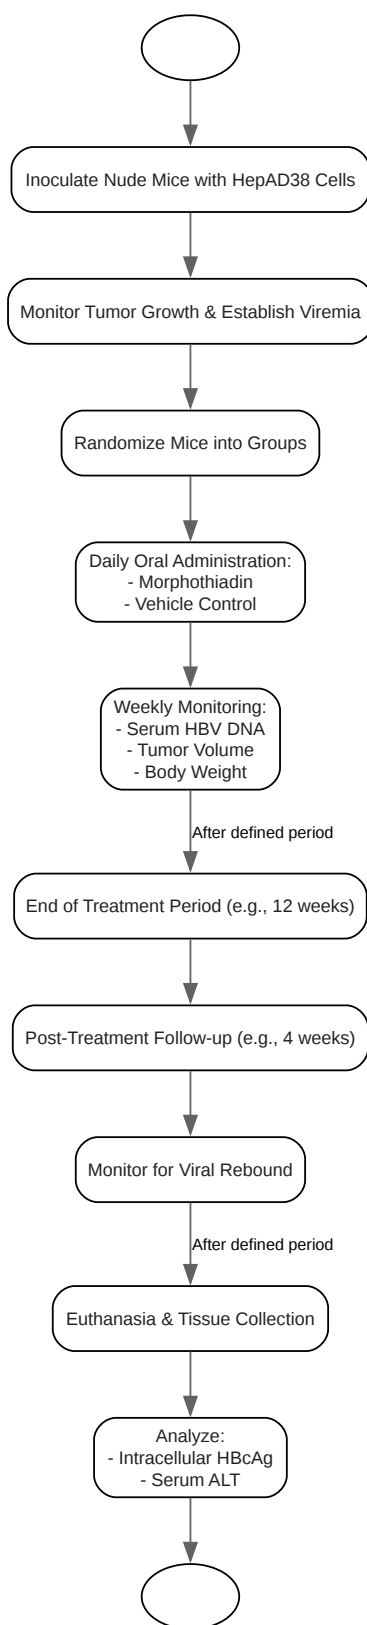 Inoculate Nude Mice with HepAD38 Cells
Monitor Tumor Growth & Establish Viremia
Randomize Mice into Groups
Daily Oral Administration:
- Morphothiadin
- Vehicle Control
Weekly Monitoring:
- Serum HBV DNA
- Tumor Volume
- Body Weight
After defined period
End of Treatment Period (e.g., 12 weeks)
Post-Treatment Follow-up (e.g., 4 weeks)
Monitor for Viral Rebound
After defined period
Euthanasia & Tissue Collection
Analyze:
- Intracellular HBcAg
- Serum ALT